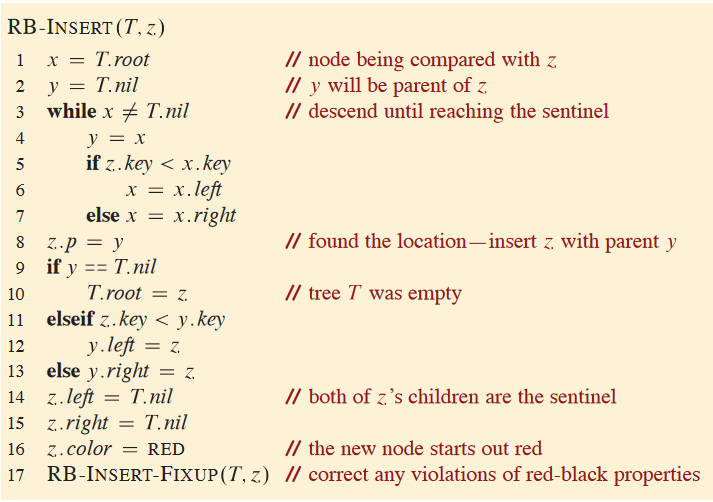 RB-INSERT(T, z)
1 x = T.root // node being compared with z
2 y = T.nil // y will be parent of z
3 while x ≠ T.nil // descend until reaching the sentinel
4 y = x
5 if z.key < x.key
6 x = x.left
7 else x = x.right
8 z.p = y // found the location—insert z with parent y
9 if y == T.nil
10 T.root = z // tree T was empty
11 elseif z.key < y.key
12 y.left = z
13 else y.right = z
14 z.left = T.nil // both of z's children are the sentinel
15 z.right = T.nil
16 z.color = RED // the new node starts out red
17 RB-INSERT-FIXUP(T, z) // correct any violations of red-black properties